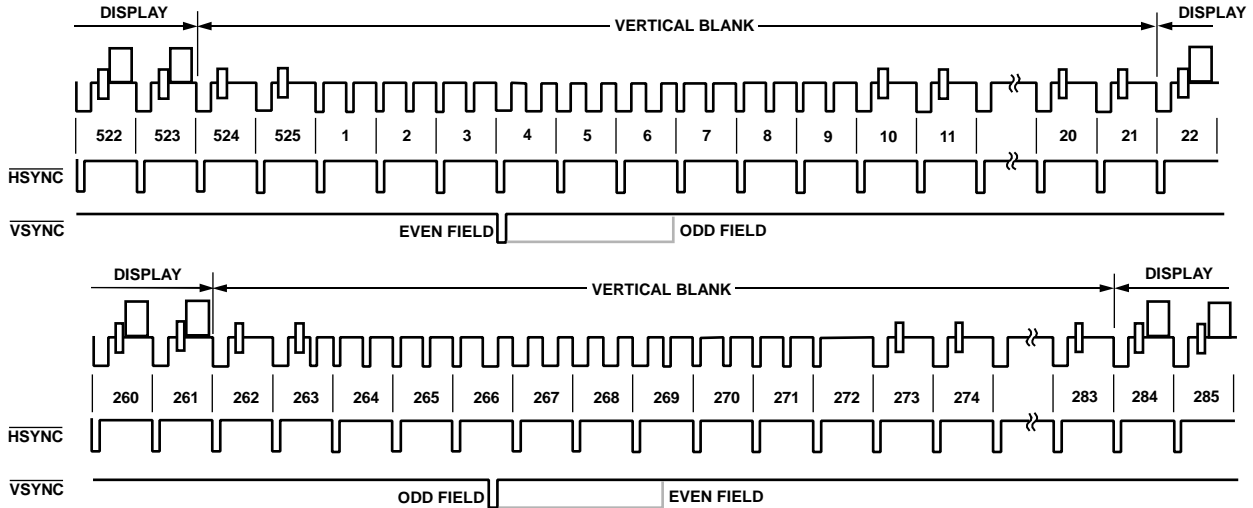 DISPLAY VERTICAL BLANK DISPLAY
522 523 524 525 1 2 3 4 5 6 7 8 9 10 11 20 21 22
HSYNC
VSYNC EVEN FIELD ODD FIELD
DISPLAY VERTICAL BLANK DISPLAY
260 261 262 263 264 265 266 267 268 269 270 271 272 273 274 283 284 285
HSYNC
VSYNC ODD FIELD EVEN FIELD